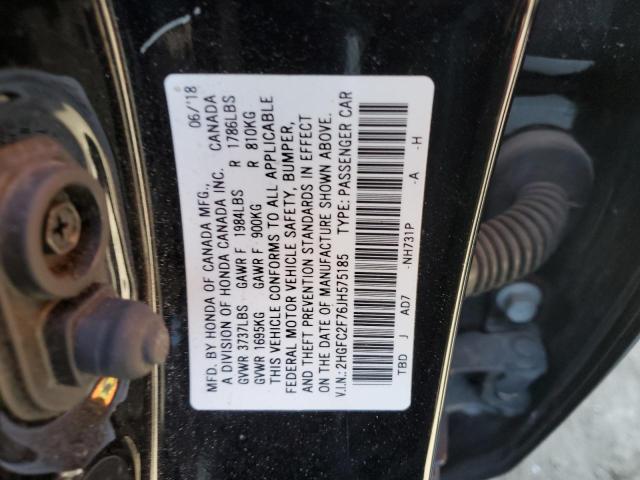 MFD. BY HONDA OF CANADA MFG., 06/'18
A DIVISION OF HONDA CANADA INC. CANADA
GVWR 3737LBS GAWR F 1984LBS R 1786LBS
GVWR 1695KG GAWR F 900KG R 810KG
THIS VEHICLE CONFORMS TO ALL APPLICABLE
FEDERAL MOTOR VEHICLE SAFETY, BUMPER,
AND THEFT PREVENTION STANDARDS IN EFFECT
ON THE DATE OF MANUFACTURE SHOWN ABOVE.
V.I.N.: 2HGFC2F76JH575185 TYPE: PASSENGER CAR
TBD J AD7 -NH731P -A -H